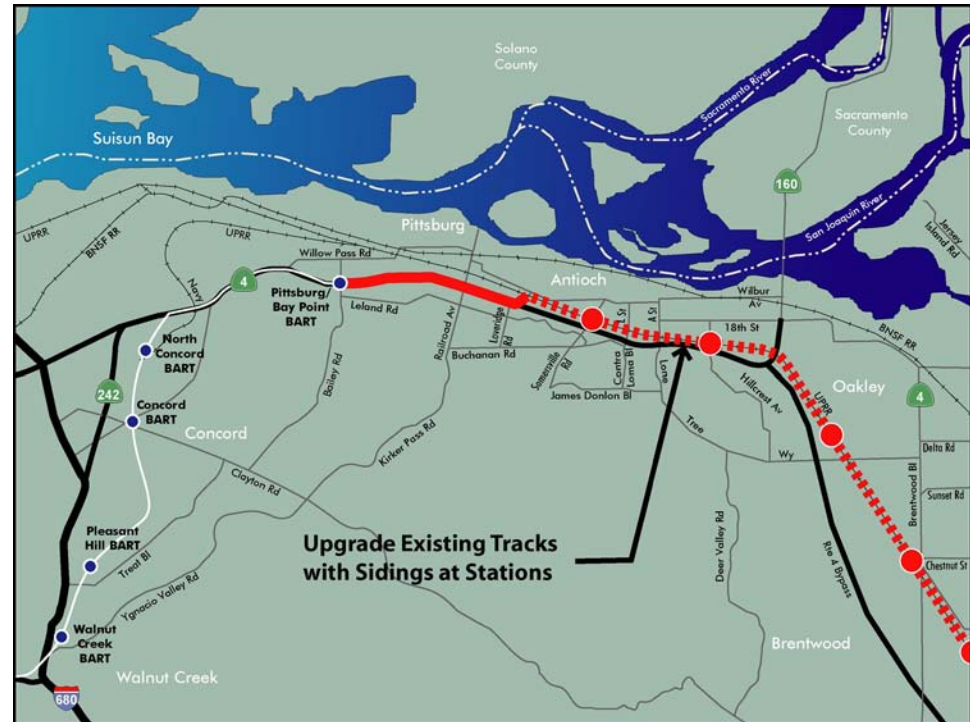 Solano
County
Sacramento River
Sacramento
County
Suisun Bay
160
San Joaquin River
Jersey
Island Rd
UPRR
BNSF RR
UPRR
Pittsburg
Willow Pass Rd
Antioch
Wilbur
Av
4
Navy
Pittsburg/
Bay Point
BART
Leland Rd
Railroad Av
Loveridge
Rd
L St
A St
18th St
BNSF RR
North
Concord
BART
Bailey Rd
Buchanan Rd
Somersville
Rd
Contra
Loma Bl
Lone
Tree
Wy
Hillcrest Av
UPRR
Oakley
4
242
Concord
BART
Concord
James Donlon Bl
Kirker Pass Rd
Clayton Rd
Delta Rd
Brentwood Bl
Sunset Rd
Upgrade Existing Tracks
with Sidings at Stations
Pleasant
Hill BART
Treat Bl
Ygnacio Valley Rd
Deer Valley Rd
Rte 4 Bypass
Chestnut St
Walnut
Creek
BART
Walnut Creek
Brentwood
680